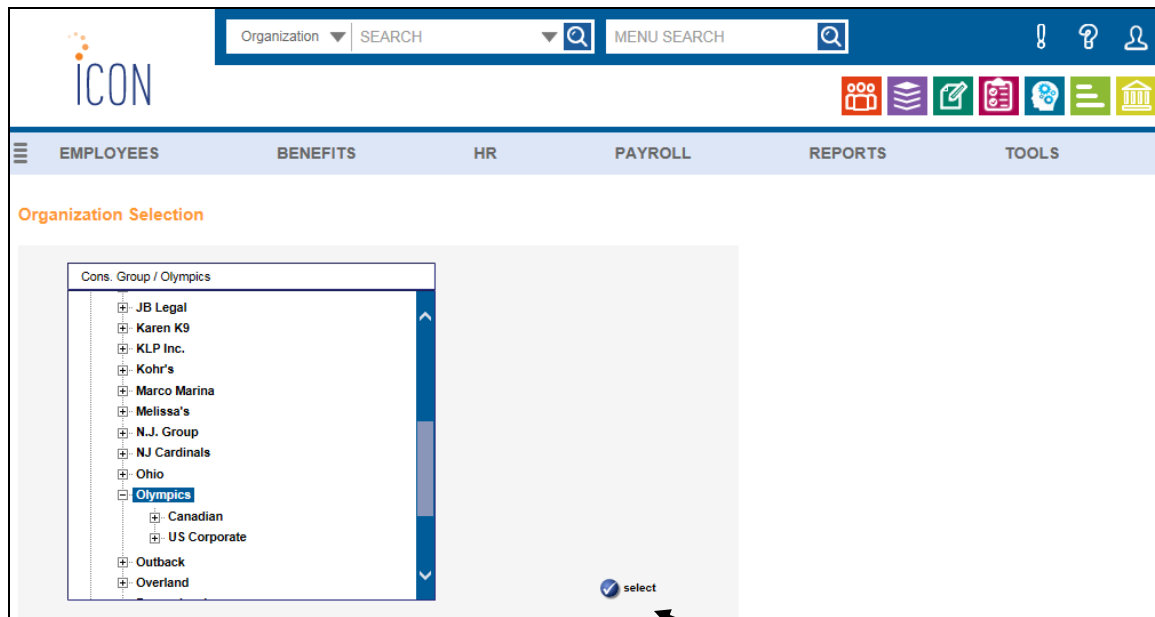 Organization SEARCH MENU SEARCH
iCON
EMPLOYEES BENEFITS HR PAYROLL REPORTS TOOLS
Organization Selection
Cons. Group / Olympics
JB Legal
Karen K9
KLP Inc.
Kohr's
Marco Marina
Melissa's
N.J. Group
NJ Cardinals
Ohio
Olympics
Canadian
US Corporate
Outback
Overland
select